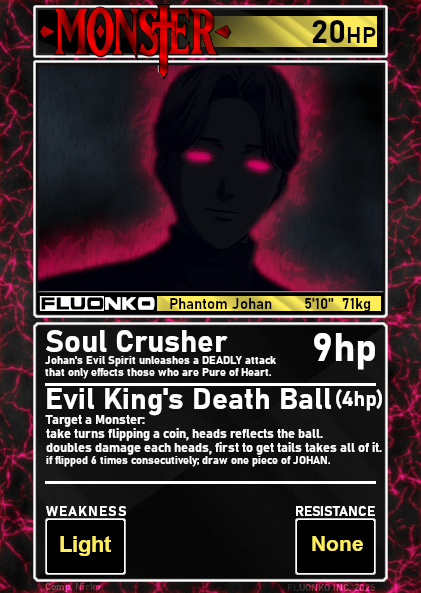 MONSTER
20HP
FLUONKO
Phantom Johan 5'10" 71kg
Soul Crusher
9hp
Johan's Evil Spirit unleashes a DEADLY attack
that only effects those who are Pure of Heart.
Evil King's Death Ball (4hp)
Target a Monster:
take turns flipping a coin, heads reflects the ball.
doubles damage each heads, first to get tails takes all of it.
if flipped 6 times consecutively; draw one piece of JOHAN.
WEAKNESS
RESISTANCE
Light
None
Comp. Nicko
FLUONKO INC. 2025